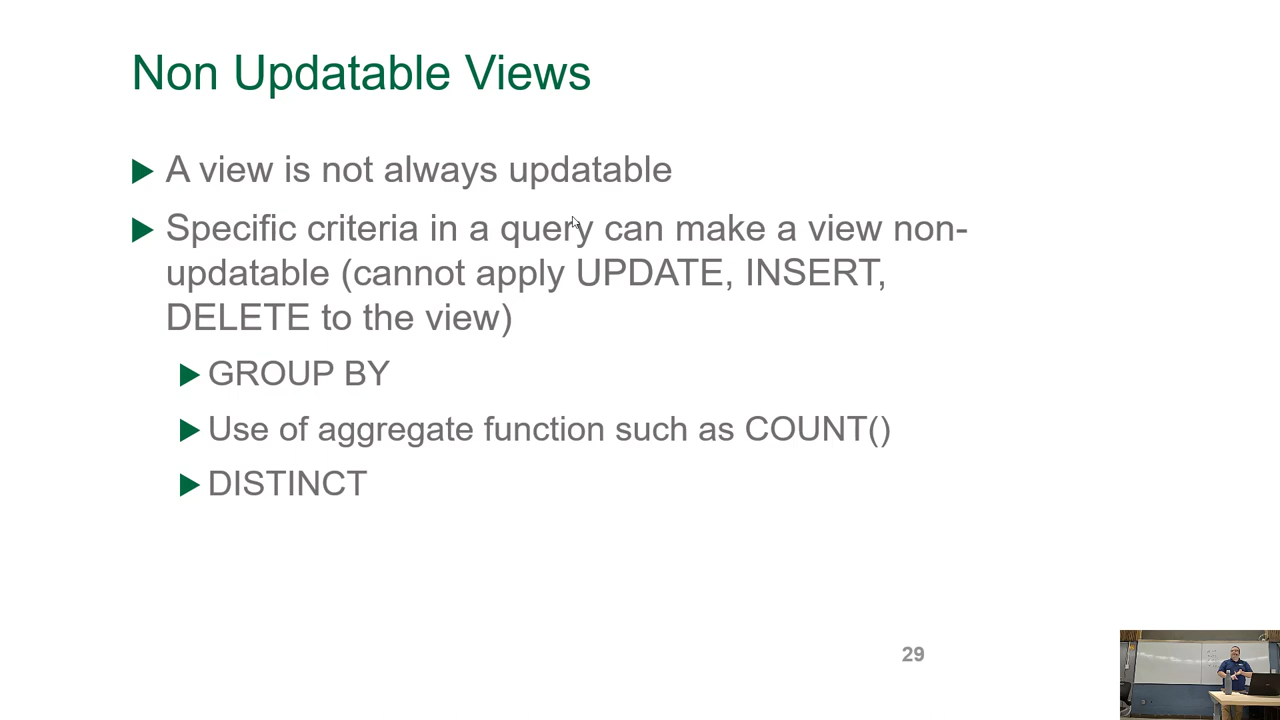 Non Updatable Views
A view is not always updatable
Specific criteria in a query can make a view non-
updatable (cannot apply UPDATE, INSERT,
DELETE to the view)
GROUP BY
Use of aggregate function such as COUNT()
DISTINCT
29